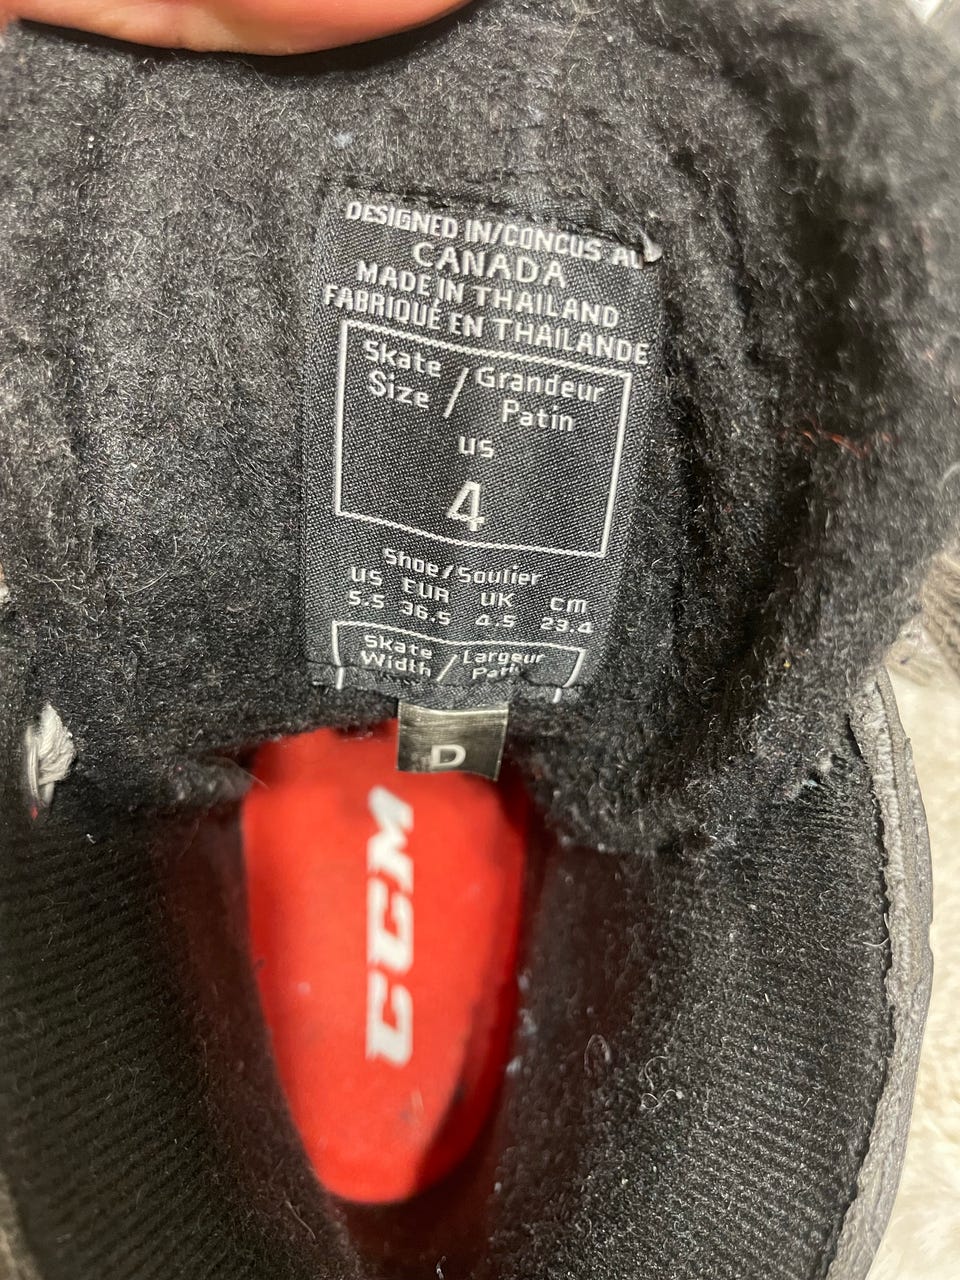 DESIGNED IN/CONCUS AU
CANADA
MADE IN THAILAND
FABRIQUÉ EN THAILANDE
Skate Size / Grandeur Patin
US
4
Shoe/Soulier
US EUR UK cm
5.5 36.5 4.5 23.4
Skate Width / Largeur Patin
D
CCM